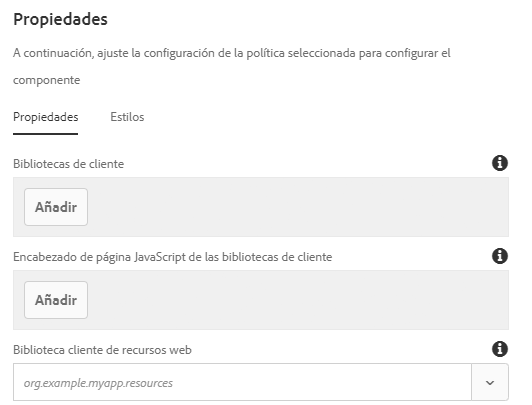 Propiedades
A continuación, ajuste la configuración de la política seleccionada para configurar el
componente
Propiedades Estilos
Bibliotecas de cliente
Añadir
Encabezado de página JavaScript de las bibliotecas de cliente
Añadir
Biblioteca cliente de recursos web
org.example.myapp.resources